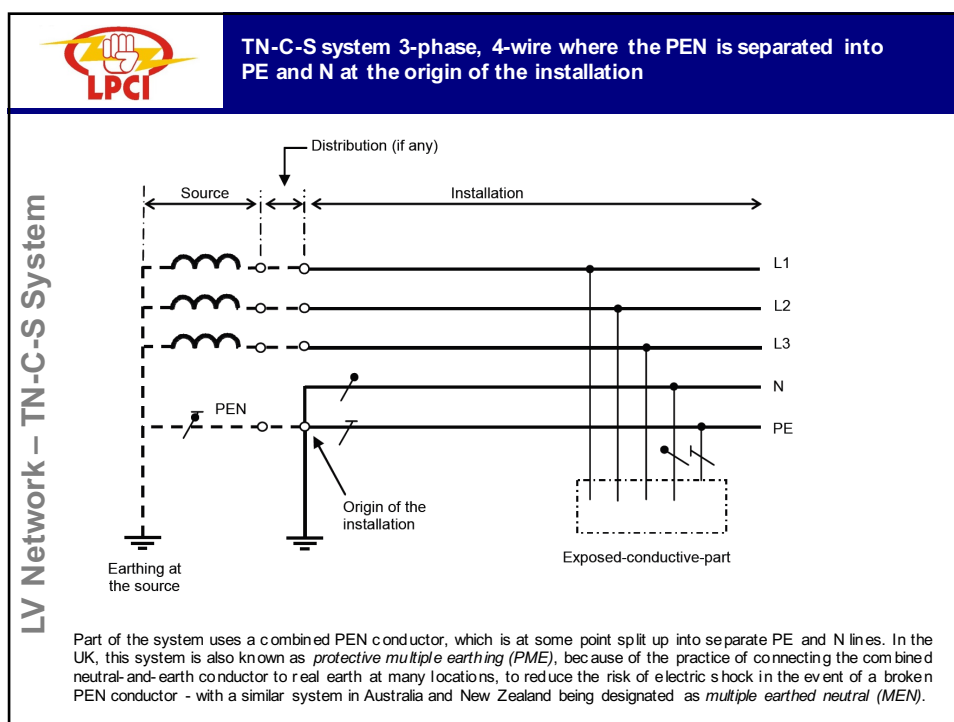 LPCI
TN-C-S system 3-phase, 4-wire where the PEN is separated into
PE and N at the origin of the installation
LV Network – TN-C-S System
Distribution (if any)
Source
Installation
L1
L2
L3
N
PEN
PE
Origin of the
installation
Exposed-conductive-part
Earthing at
the source
Part of the system uses a combined PEN conductor, which is at some point split up into separate PE and N lines. In the
UK, this system is also known as protective multiple earthing (PME), because of the practice of connecting the combined
neutral-and-earth conductor to real earth at many locations, to reduce the risk of electric shock in the event of a broken
PEN conductor - with a similar system in Australia and New Zealand being designated as multiple earthed neutral (MEN).